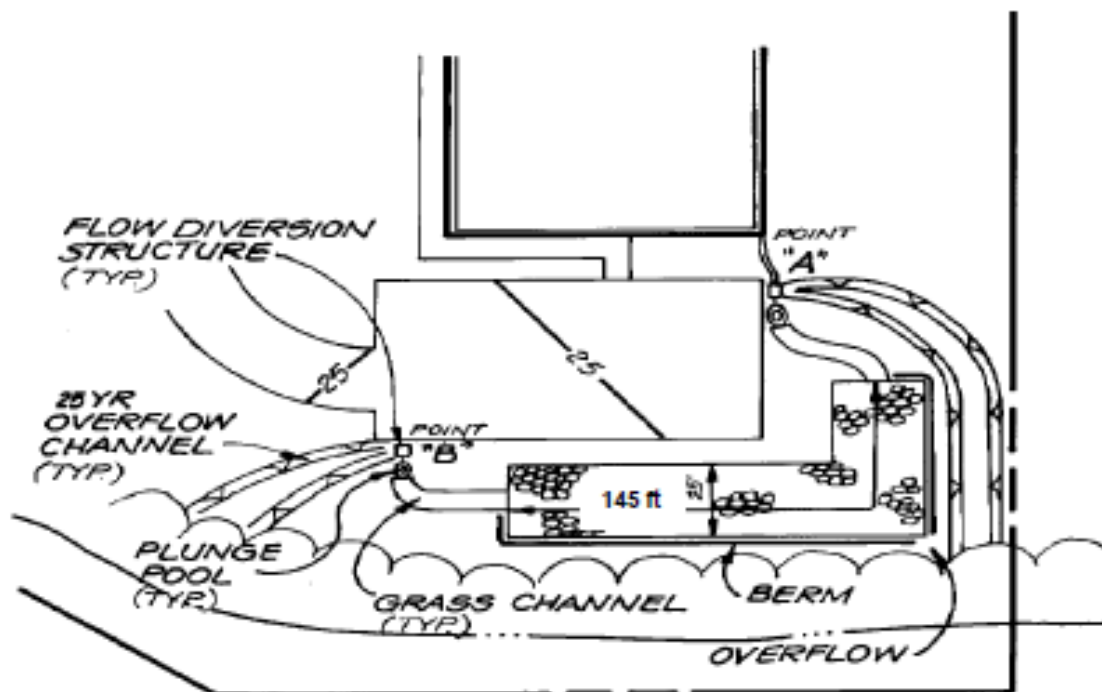 FLOW DIVERSION
STRUCTURE
(TYP.)
POINT
"A"
25
25
25 YR
OVERFLOW
CHANNEL
(TYP.)
POINT
"B"
145 ft
25'
PLUNGE
POOL
(TYP.)
GRASS CHANNEL
(TYP.)
BERM
OVERFLOW